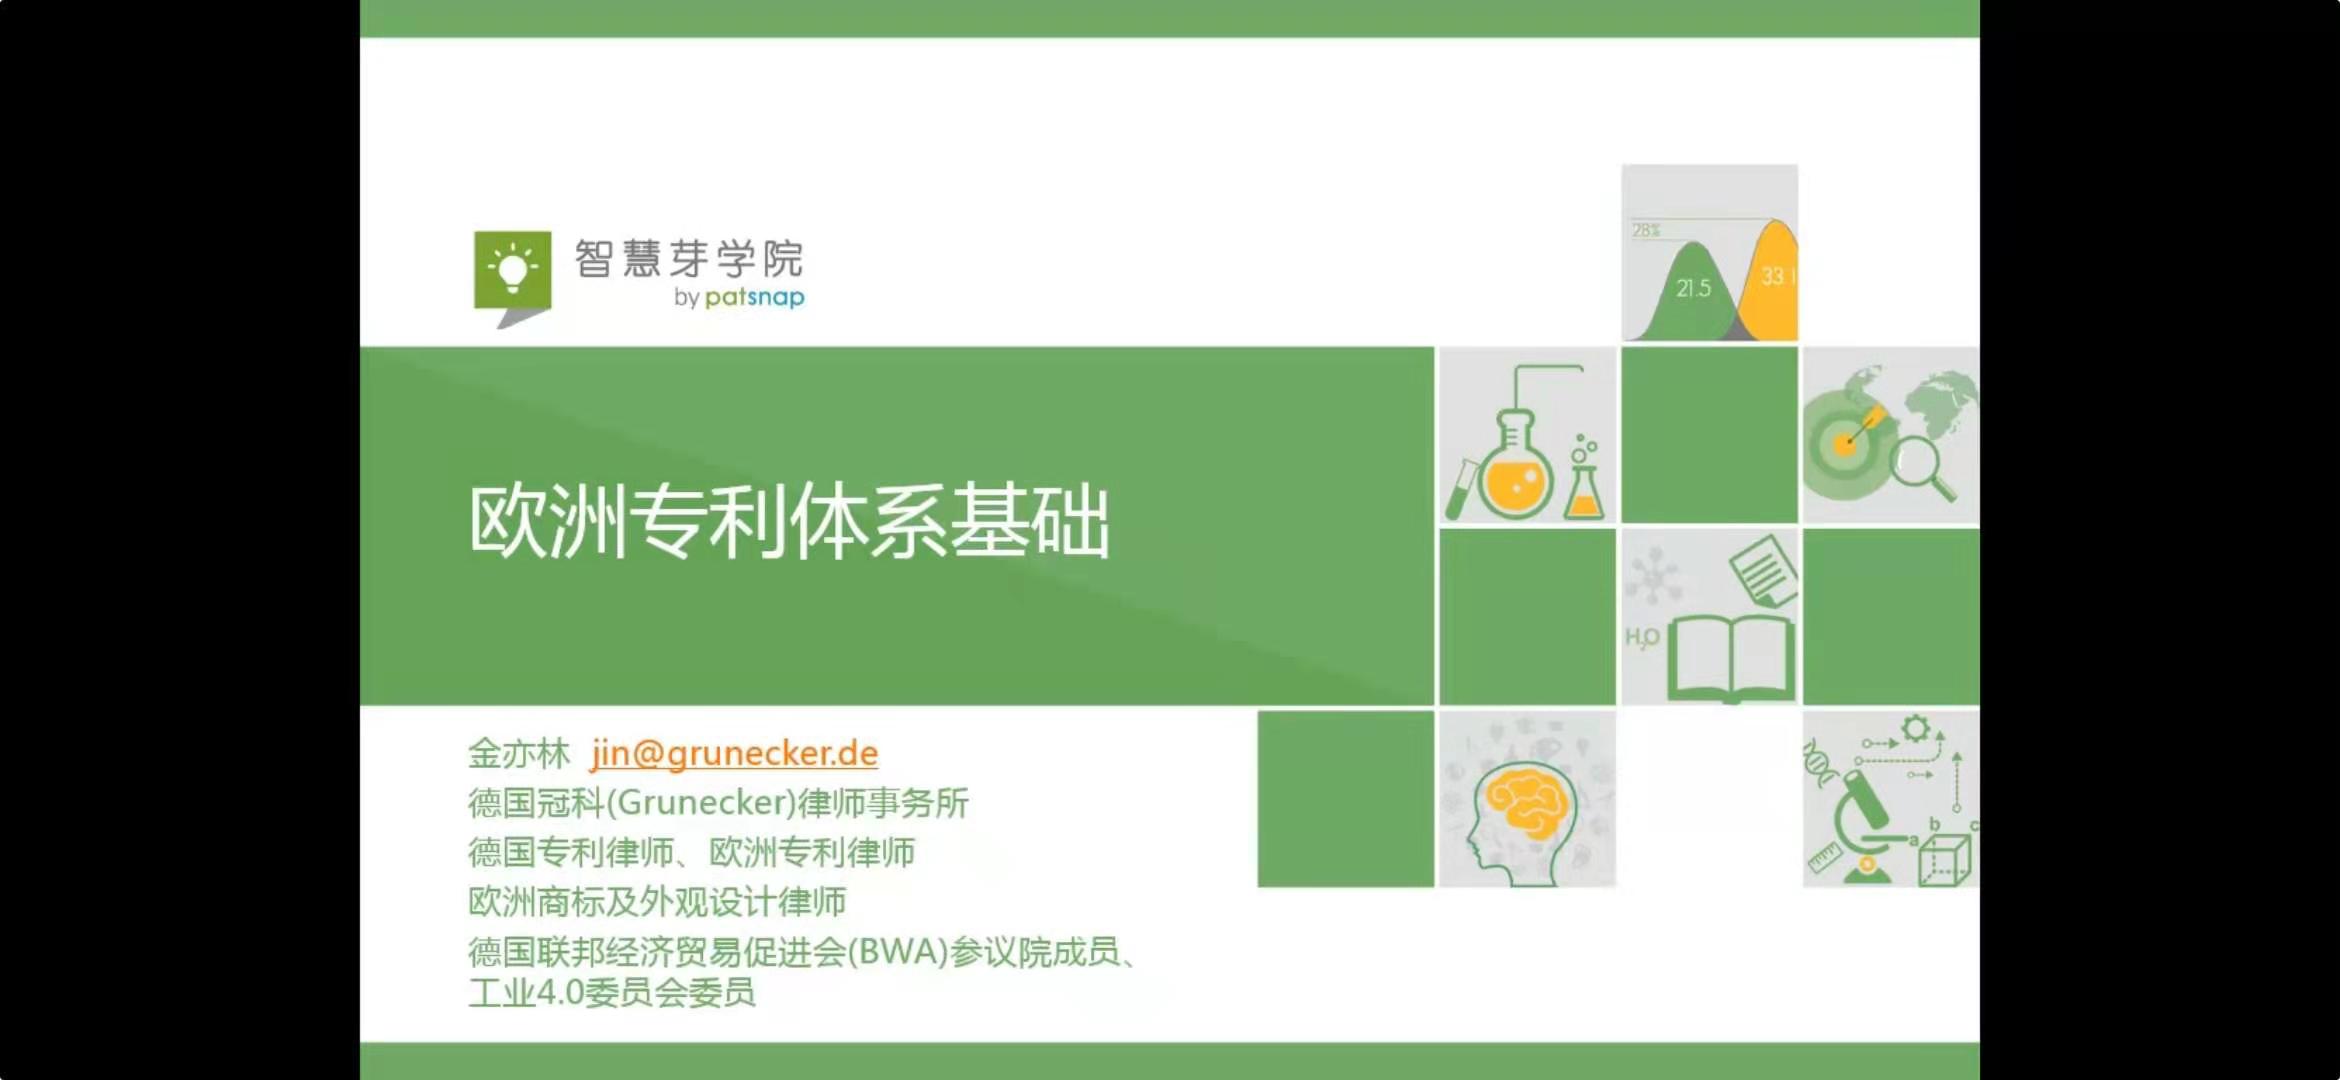 智慧芽学院
by patsnap
28%
21.5
33.1
欧洲专利体系基础
H₂O
金亦林 jin@grunecker.de
德国冠科(Grunecker)律师事务所
德国专利律师、欧洲专利律师
欧洲商标及外观设计律师
德国联邦经济贸易促进会(BWA)参议院成员、
工业4.0委员会委员
a
b
c